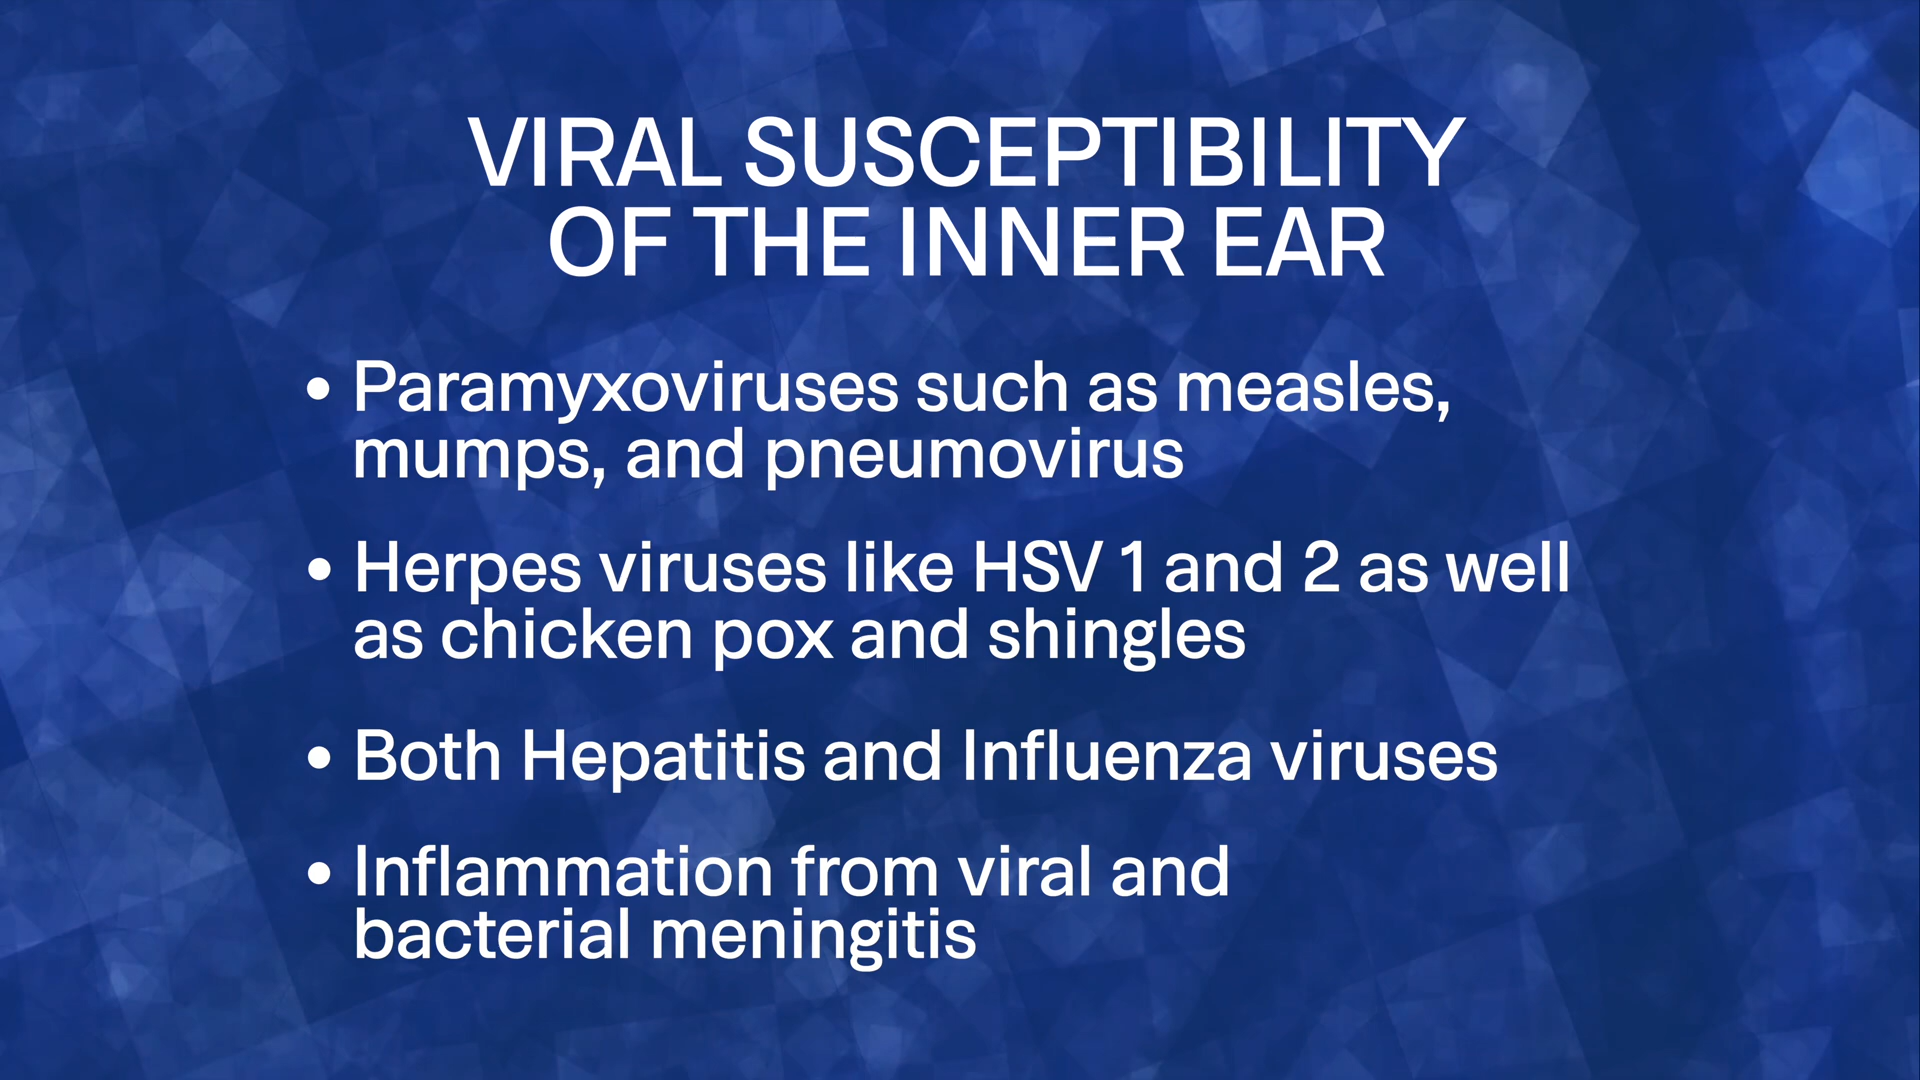 VIRAL SUSCEPTIBILITY
OF THE INNER EAR
• Paramyxoviruses such as measles,
mumps, and pneumovirus
• Herpes viruses like HSV 1 and 2 as well
as chicken pox and shingles
• Both Hepatitis and Influenza viruses
• Inflammation from viral and
bacterial meningitis